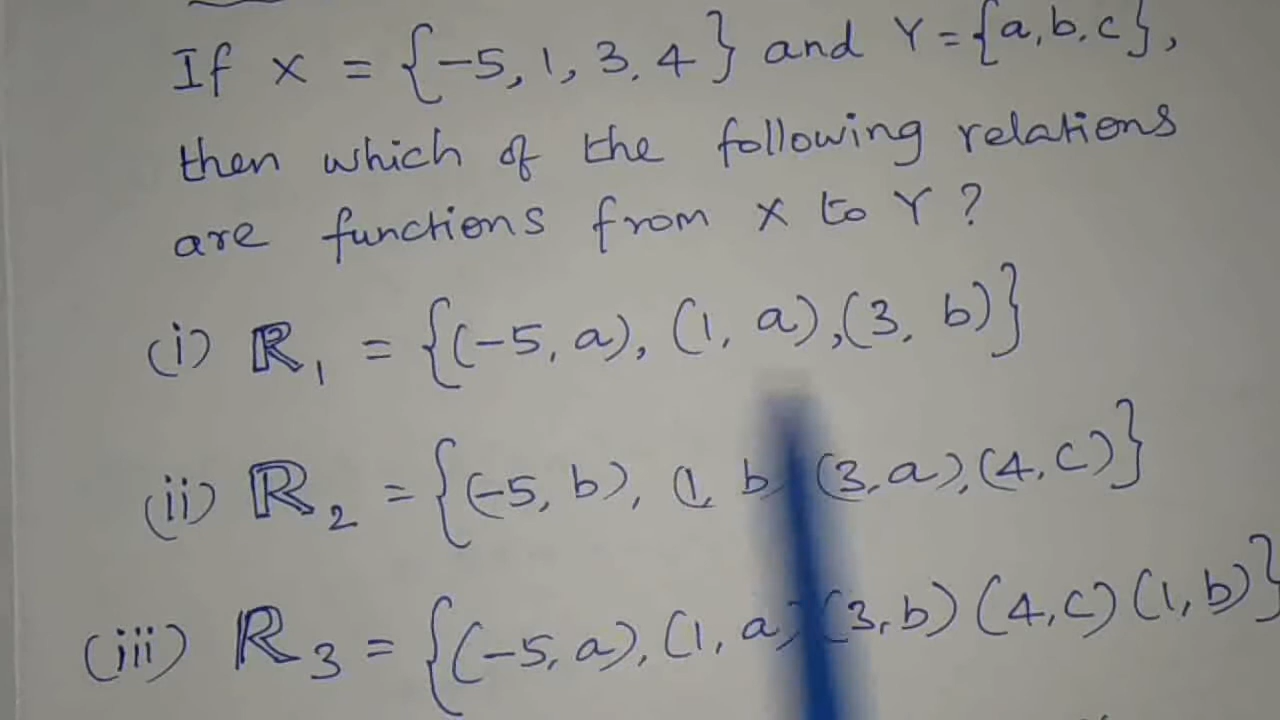 If X = {-5, 1, 3, 4} and Y = {a, b, c},
then which of the following relations
are functions from X to Y?
(i) ℝ₁ = {(-5, a), (1, a), (3, b)}
(ii) ℝ₂ = {(-5, b), (1, b (3, a), (4, c)}
(iii) ℝ₃ = {(-5, a), (1, a) (3, b) (4, c) (1, b)}